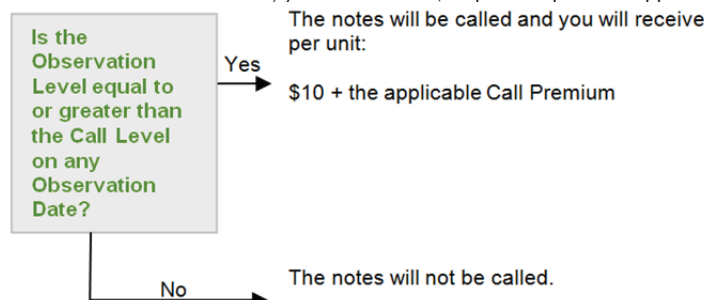 The notes will be called and you will receive
per unit:
Is the
Observation
Level equal to
or greater than
the Call Level
on any
Observation
Date?
Yes
$10 + the applicable Call Premium
No
The notes will not be called.